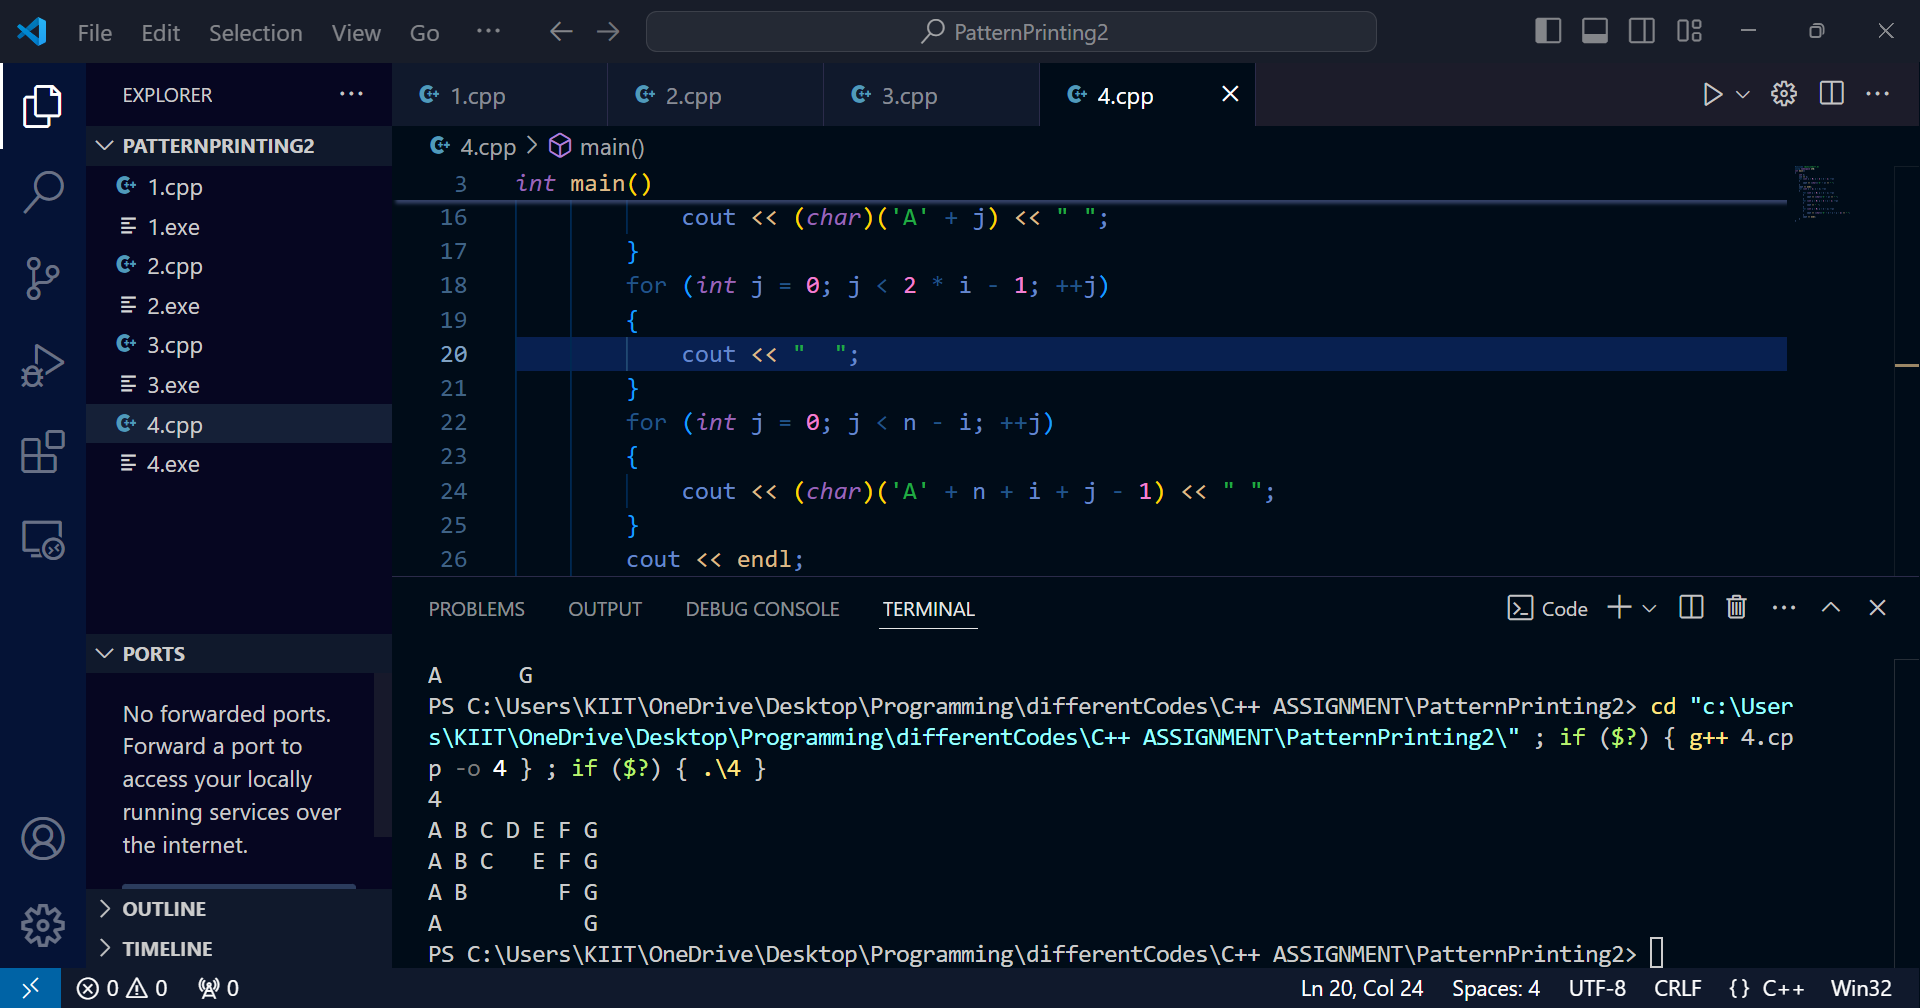 File Edit Selection View Go ··· PatternPrinting2
EXPLORER ···
1.cpp 2.cpp 3.cpp 4.cpp
PATTERNPRINTING2
1.cpp
1.exe
2.cpp
2.exe
3.cpp
3.exe
4.cpp
4.exe
PORTS
No forwarded ports.
Forward a port to
access your locally
running services over
the internet.
OUTLINE
TIMELINE
4.cpp > main()
3 int main()
16 cout << (char)('A' + j) << " ";
17 }
18 for (int j = 0; j < 2 * i - 1; ++j)
19 {
20 cout << "  ";
21 }
22 for (int j = 0; j < n - i; ++j)
23 {
24 cout << (char)('A' + n + i + j - 1) << " ";
25 }
26 cout << endl;
PROBLEMS OUTPUT DEBUG CONSOLE TERMINAL Code
A G
PS C:\Users\KIIT\OneDrive\Desktop\Programming\differentCodes\C++ ASSIGNMENT\PatternPrinting2> cd "c:\User
s\KIIT\OneDrive\Desktop\Programming\differentCodes\C++ ASSIGNMENT\PatternPrinting2\" ; if ($?) { g++ 4.cp
p -o 4 } ; if ($?) { .\4 }
4
A B C D E F G
A B C   E F G
A B       F G
A           G
PS C:\Users\KIIT\OneDrive\Desktop\Programming\differentCodes\C++ ASSIGNMENT\PatternPrinting2>
0 0 0 Ln 20, Col 24 Spaces: 4 UTF-8 CRLF {} C++ Win32